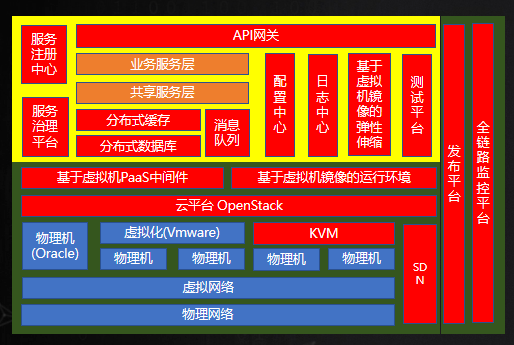 服务
注册
中心
API网关
业务服务层
共享服务层
分布式缓存
分布式数据库
消息
队列
服务
治理
平台
配
置
中
心
日
志
中
心
基于
虚拟
机镜
像的
弹性
伸缩
测
试
平
台
发
布
平
台
全
链
路
监
控
平
台
基于虚拟机PaaS中间件
基于虚拟机镜像的运行环境
云平台 OpenStack
物理机
(Oracle)
虚拟化(Vmware)
KVM
物理机
物理机
物理机
物理机
SD
N
虚拟网络
物理网络